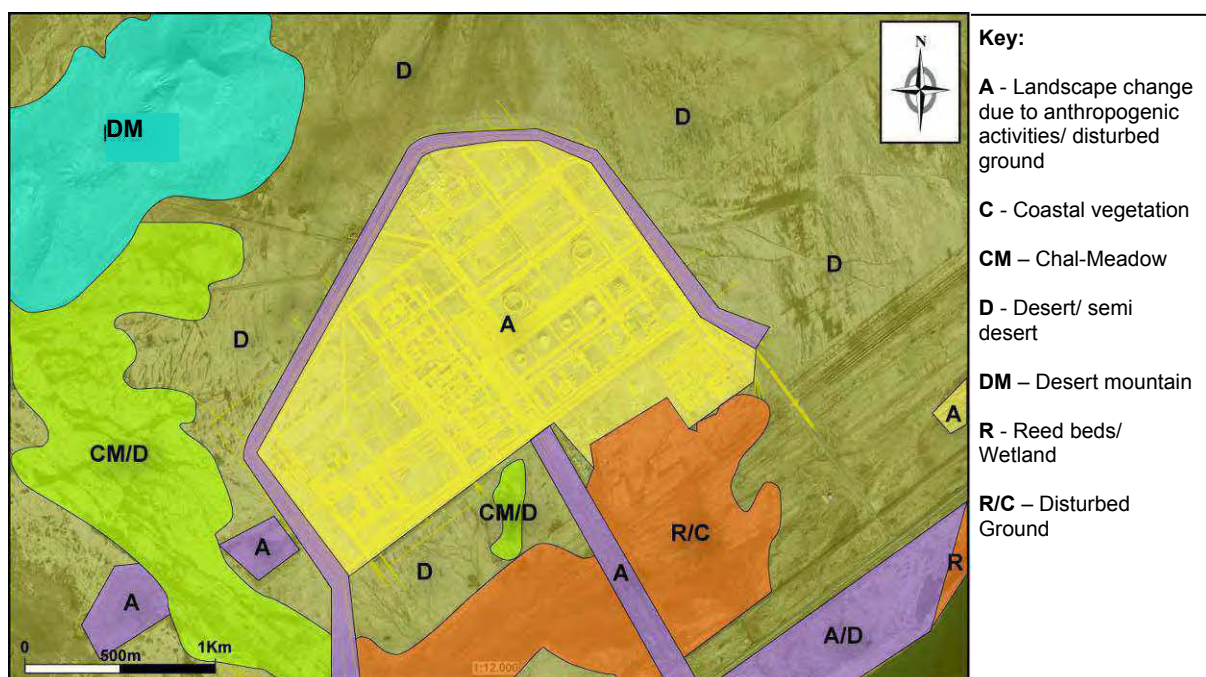 D
N
D
DM
D
A
D
CM/D
A
CM/D
R/C
A
D
A
R
A
A/D
0
500m
1Km
1:12.000
Key:
A - Landscape change
due to anthropogenic
activities/ disturbed
ground
C - Coastal vegetation
CM – Chal-Meadow
D - Desert/ semi
desert
DM – Desert mountain
R - Reed beds/
Wetland
R/C – Disturbed
Ground